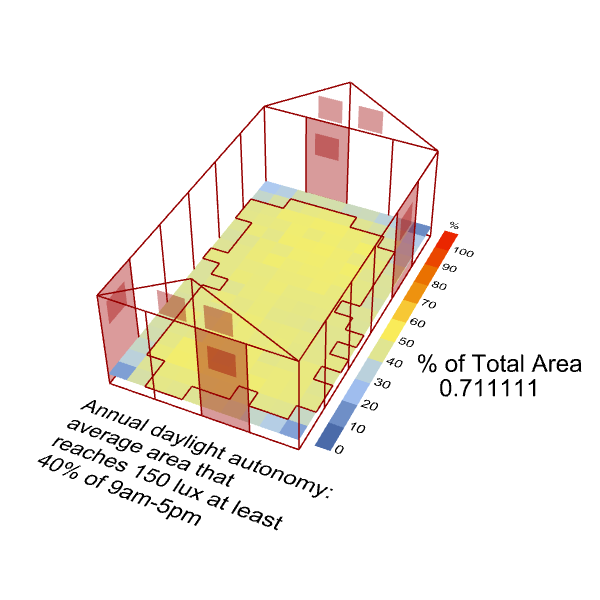 %
100
90
80
70
60
50
40
30
20
10
0
% of Total Area
0.711111
Annual daylight autonomy:
average area that
reaches 150 lux at least
40% of 9am-5pm